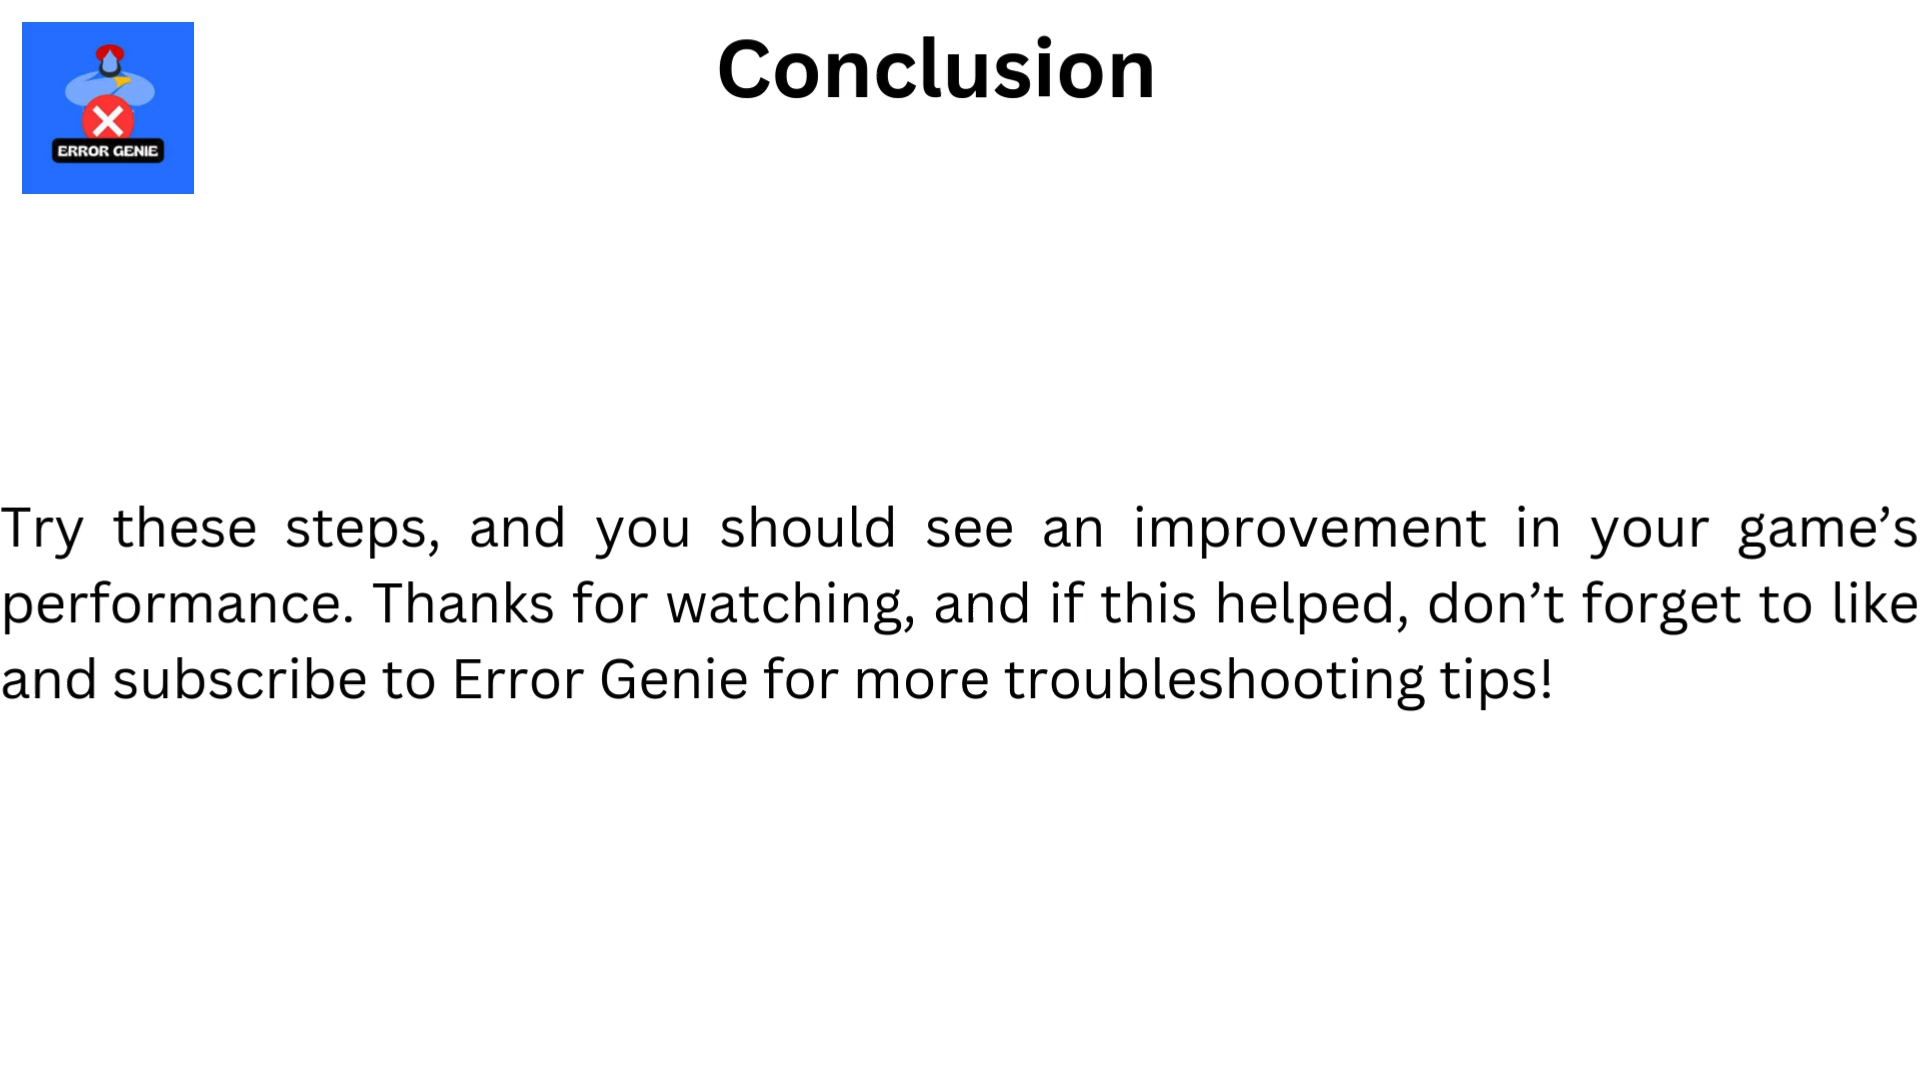 ERROR GENIE
Conclusion
Try these steps, and you should see an improvement in your game’s
performance. Thanks for watching, and if this helped, don’t forget to like
and subscribe to Error Genie for more troubleshooting tips!